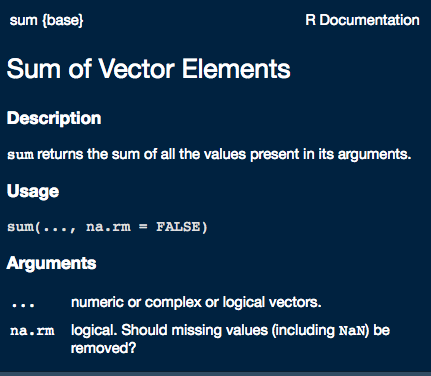 sum {base} R Documentation
Sum of Vector Elements
Description
sum returns the sum of all the values present in its arguments.
Usage
sum(..., na.rm = FALSE)
Arguments
... numeric or complex or logical vectors.
na.rm logical. Should missing values (including NaN) be
removed?